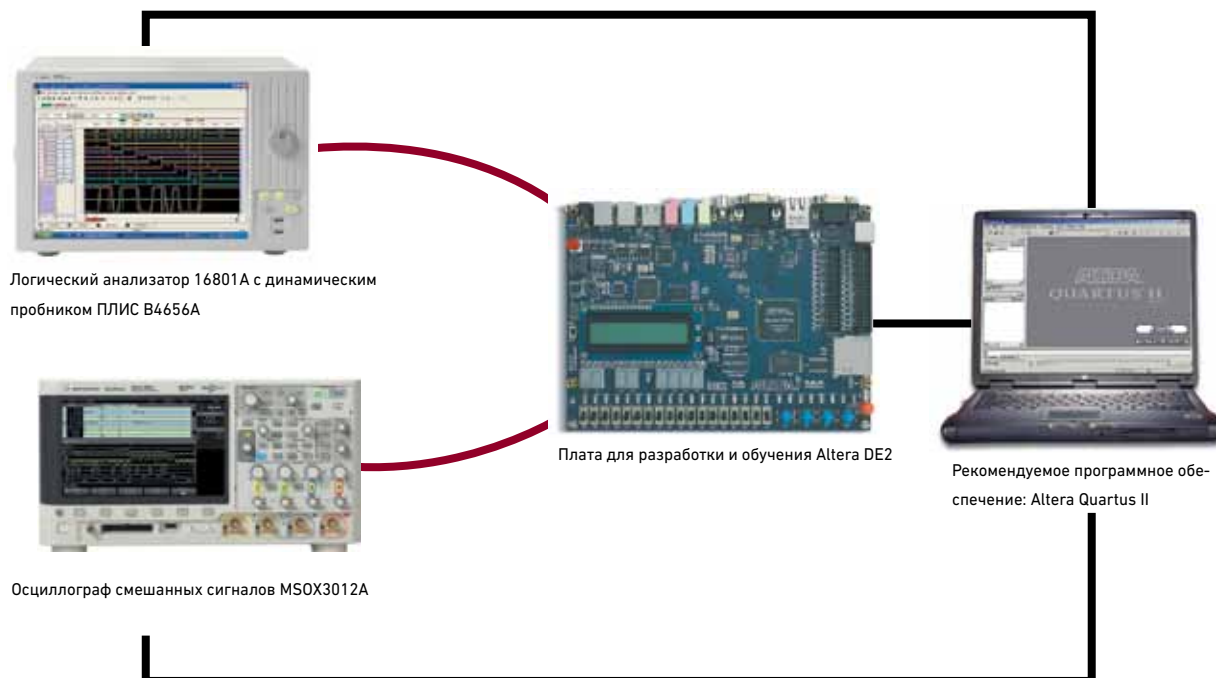 Логический анализатор 16801A с динамическим
пробником ПЛИС B4656A
Осциллограф смешанных сигналов MSOX3012A
Плата для разработки и обучения Altera DE2
ALTERA
QUARTUS II
Рекомендуемое программное обе-
спечение: Altera Quartus II